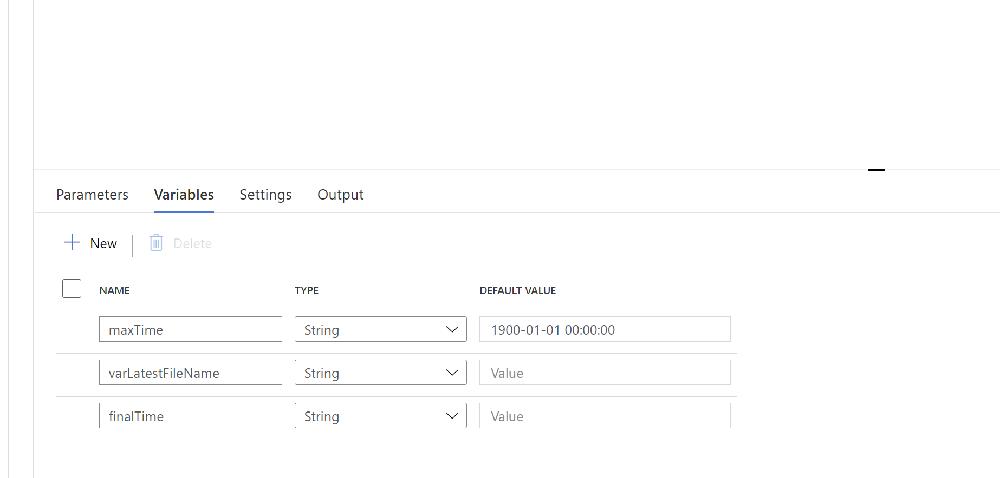 Parameters Variables Settings Output
New Delete
NAME TYPE DEFAULT VALUE
maxTime String 1900-01-01 00:00:00
varLatestFileName String Value
finalTime String Value